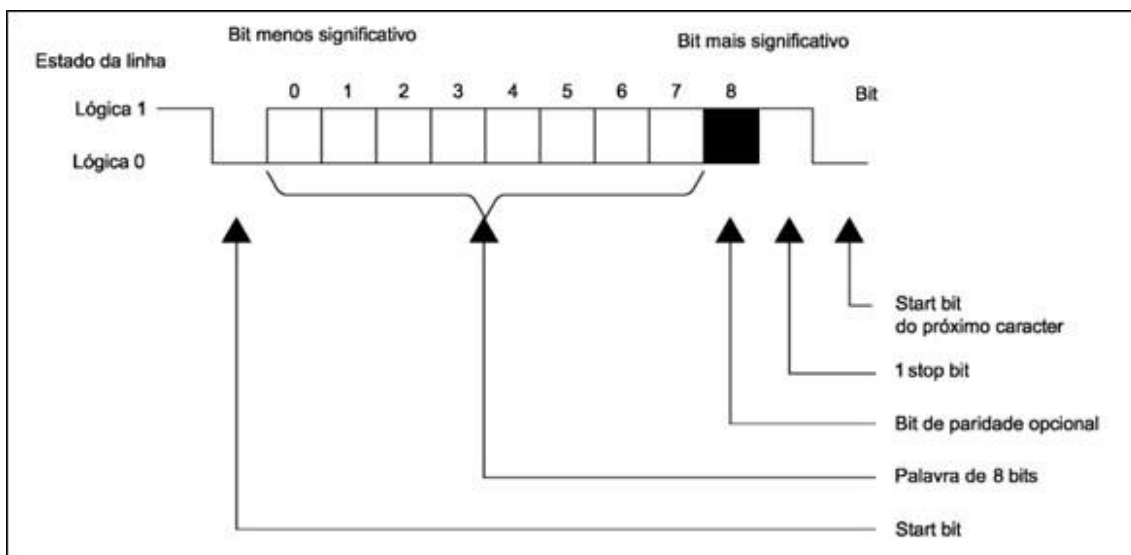 Bit menos significativo
Bit mais significativo
Estado da linha
0 1 2 3 4 5 6 7 8 Bit
Lógica 1
Lógica 0
Start bit
do próximo caracter
1 stop bit
Bit de paridade opcional
Palavra de 8 bits
Start bit